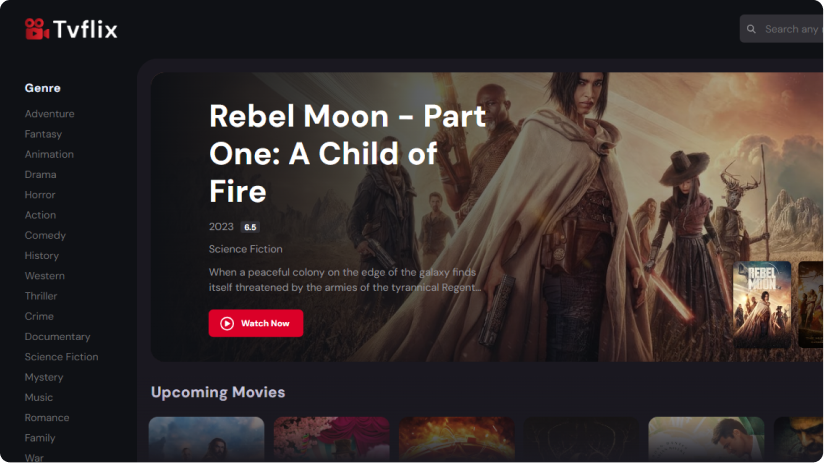 Tvflix
Search any
Genre
Adventure
Fantasy
Animation
Drama
Horror
Action
Comedy
History
Western
Thriller
Crime
Documentary
Science Fiction
Mystery
Music
Romance
Family
War
Rebel Moon - Part
One: A Child of
Fire
2023 6.5
Science Fiction
When a peaceful colony on the edge of the galaxy finds
itself threatened by the armies of the tyrannical Regent...
Watch Now
REBEL
MOON
Upcoming Movies